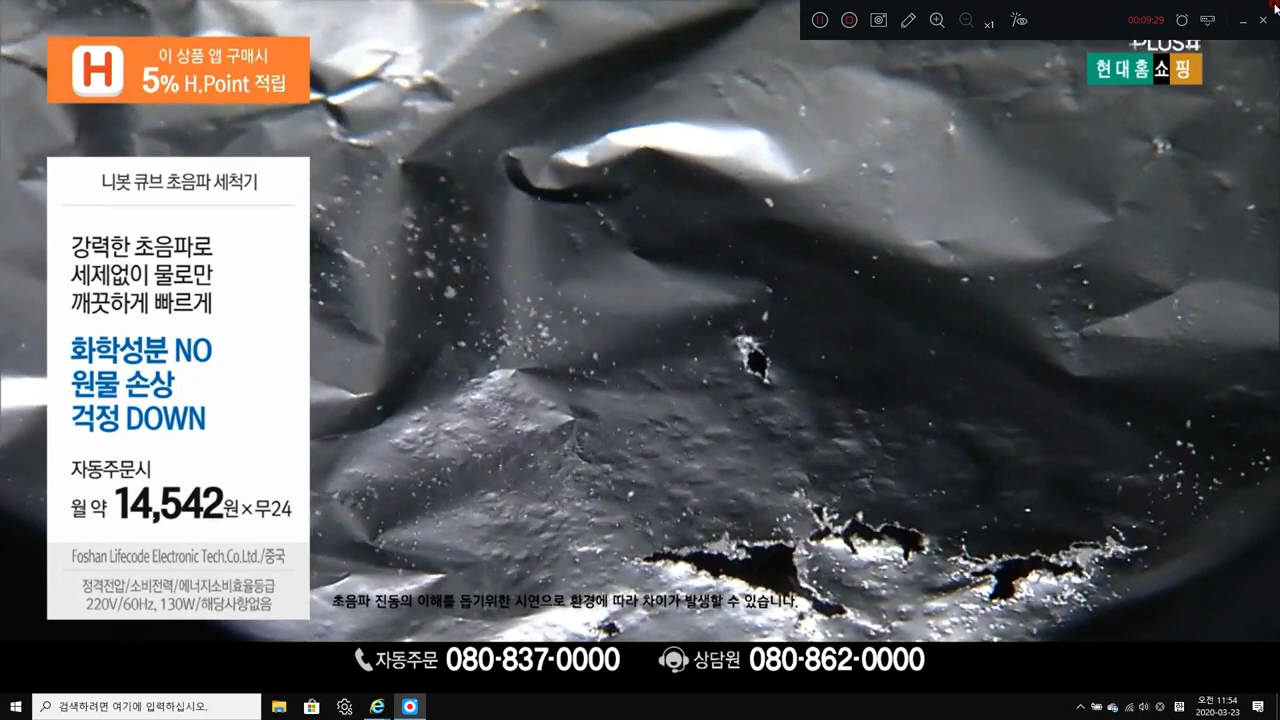 이 상품 앱 구매시
H
5% H.Point 적립
니봇 큐브 초음파 세척기
강력한 초음파로
세제없이 물로만
깨끗하게 빠르게
화학성분 NO
원물 손상
걱정 DOWN
자동주문시
월 약 14,542원×무24
Foshan Lifecode Electronic Tech.Co.Ltd./중국
정격전압/소비전력/에너지소비효율등급
220V/60Hz, 130W/해당사항없음
x1
00:09:29
PLUS샵
현대홈쇼핑
초음파 진동의 이해를 돕기위한 시연으로 환경에 따라 차이가 발생할 수 있습니다.
자동주문 080-837-0000 상담원 080-862-0000
검색하려면 여기에 입력하십시오.
오전 11:54
2020-03-23